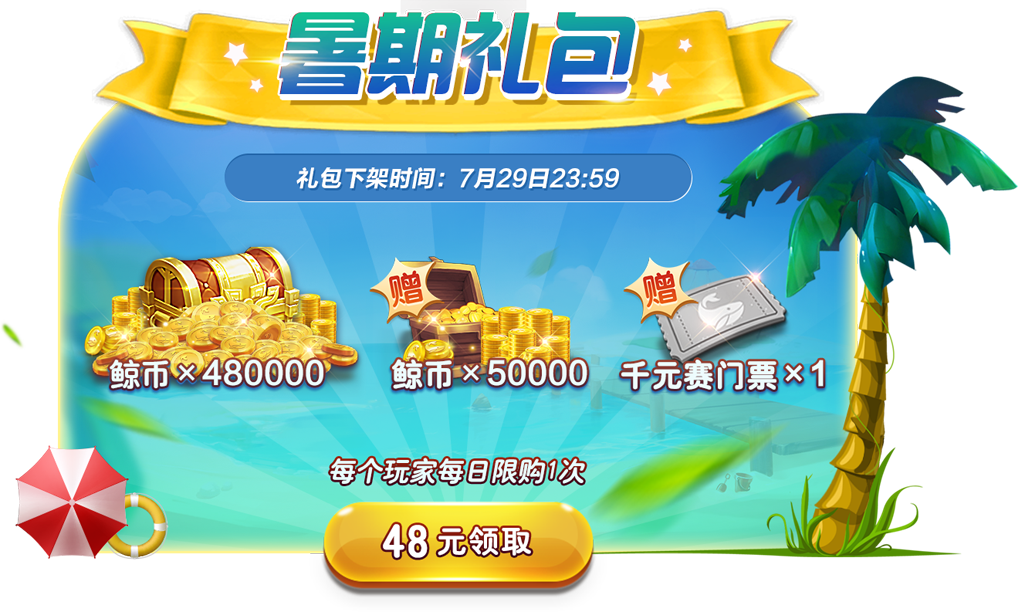 暑期礼包
礼包下架时间：7月29日23:59
赠
赠
鲸币×480000
鲸币×50000
千元赛门票×1
每个玩家每日限购1次
48元领取